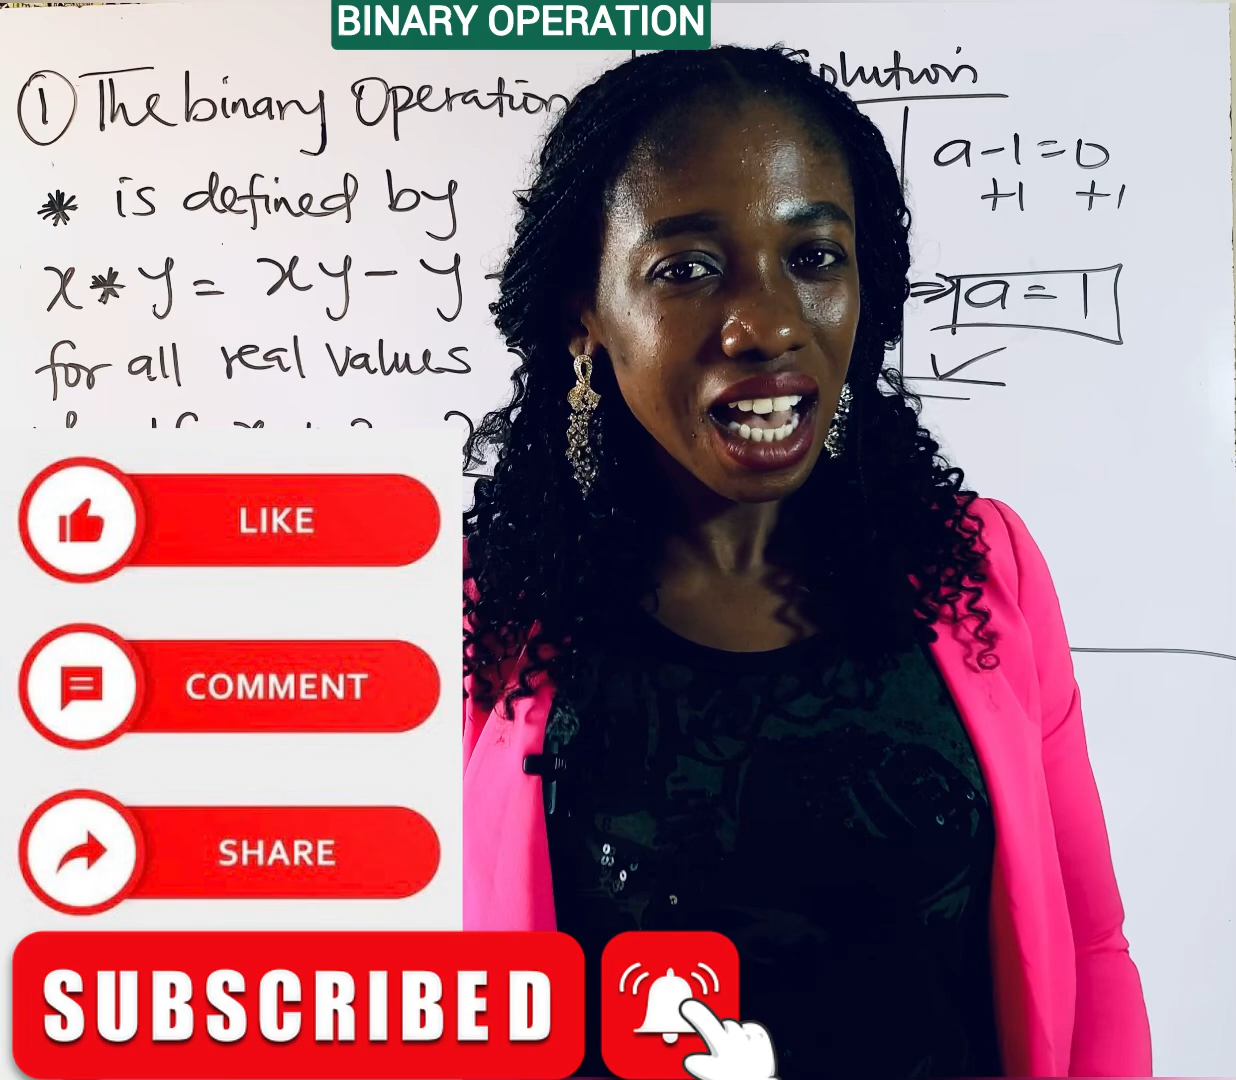 BINARY OPERATION
① The binary Operation
* is defined by
x * y = xy - y -
for all real values
Solution
a - 1 = 0
+1 +1
⇒ a = 1
LIKE
COMMENT
SHARE
SUBSCRIBED